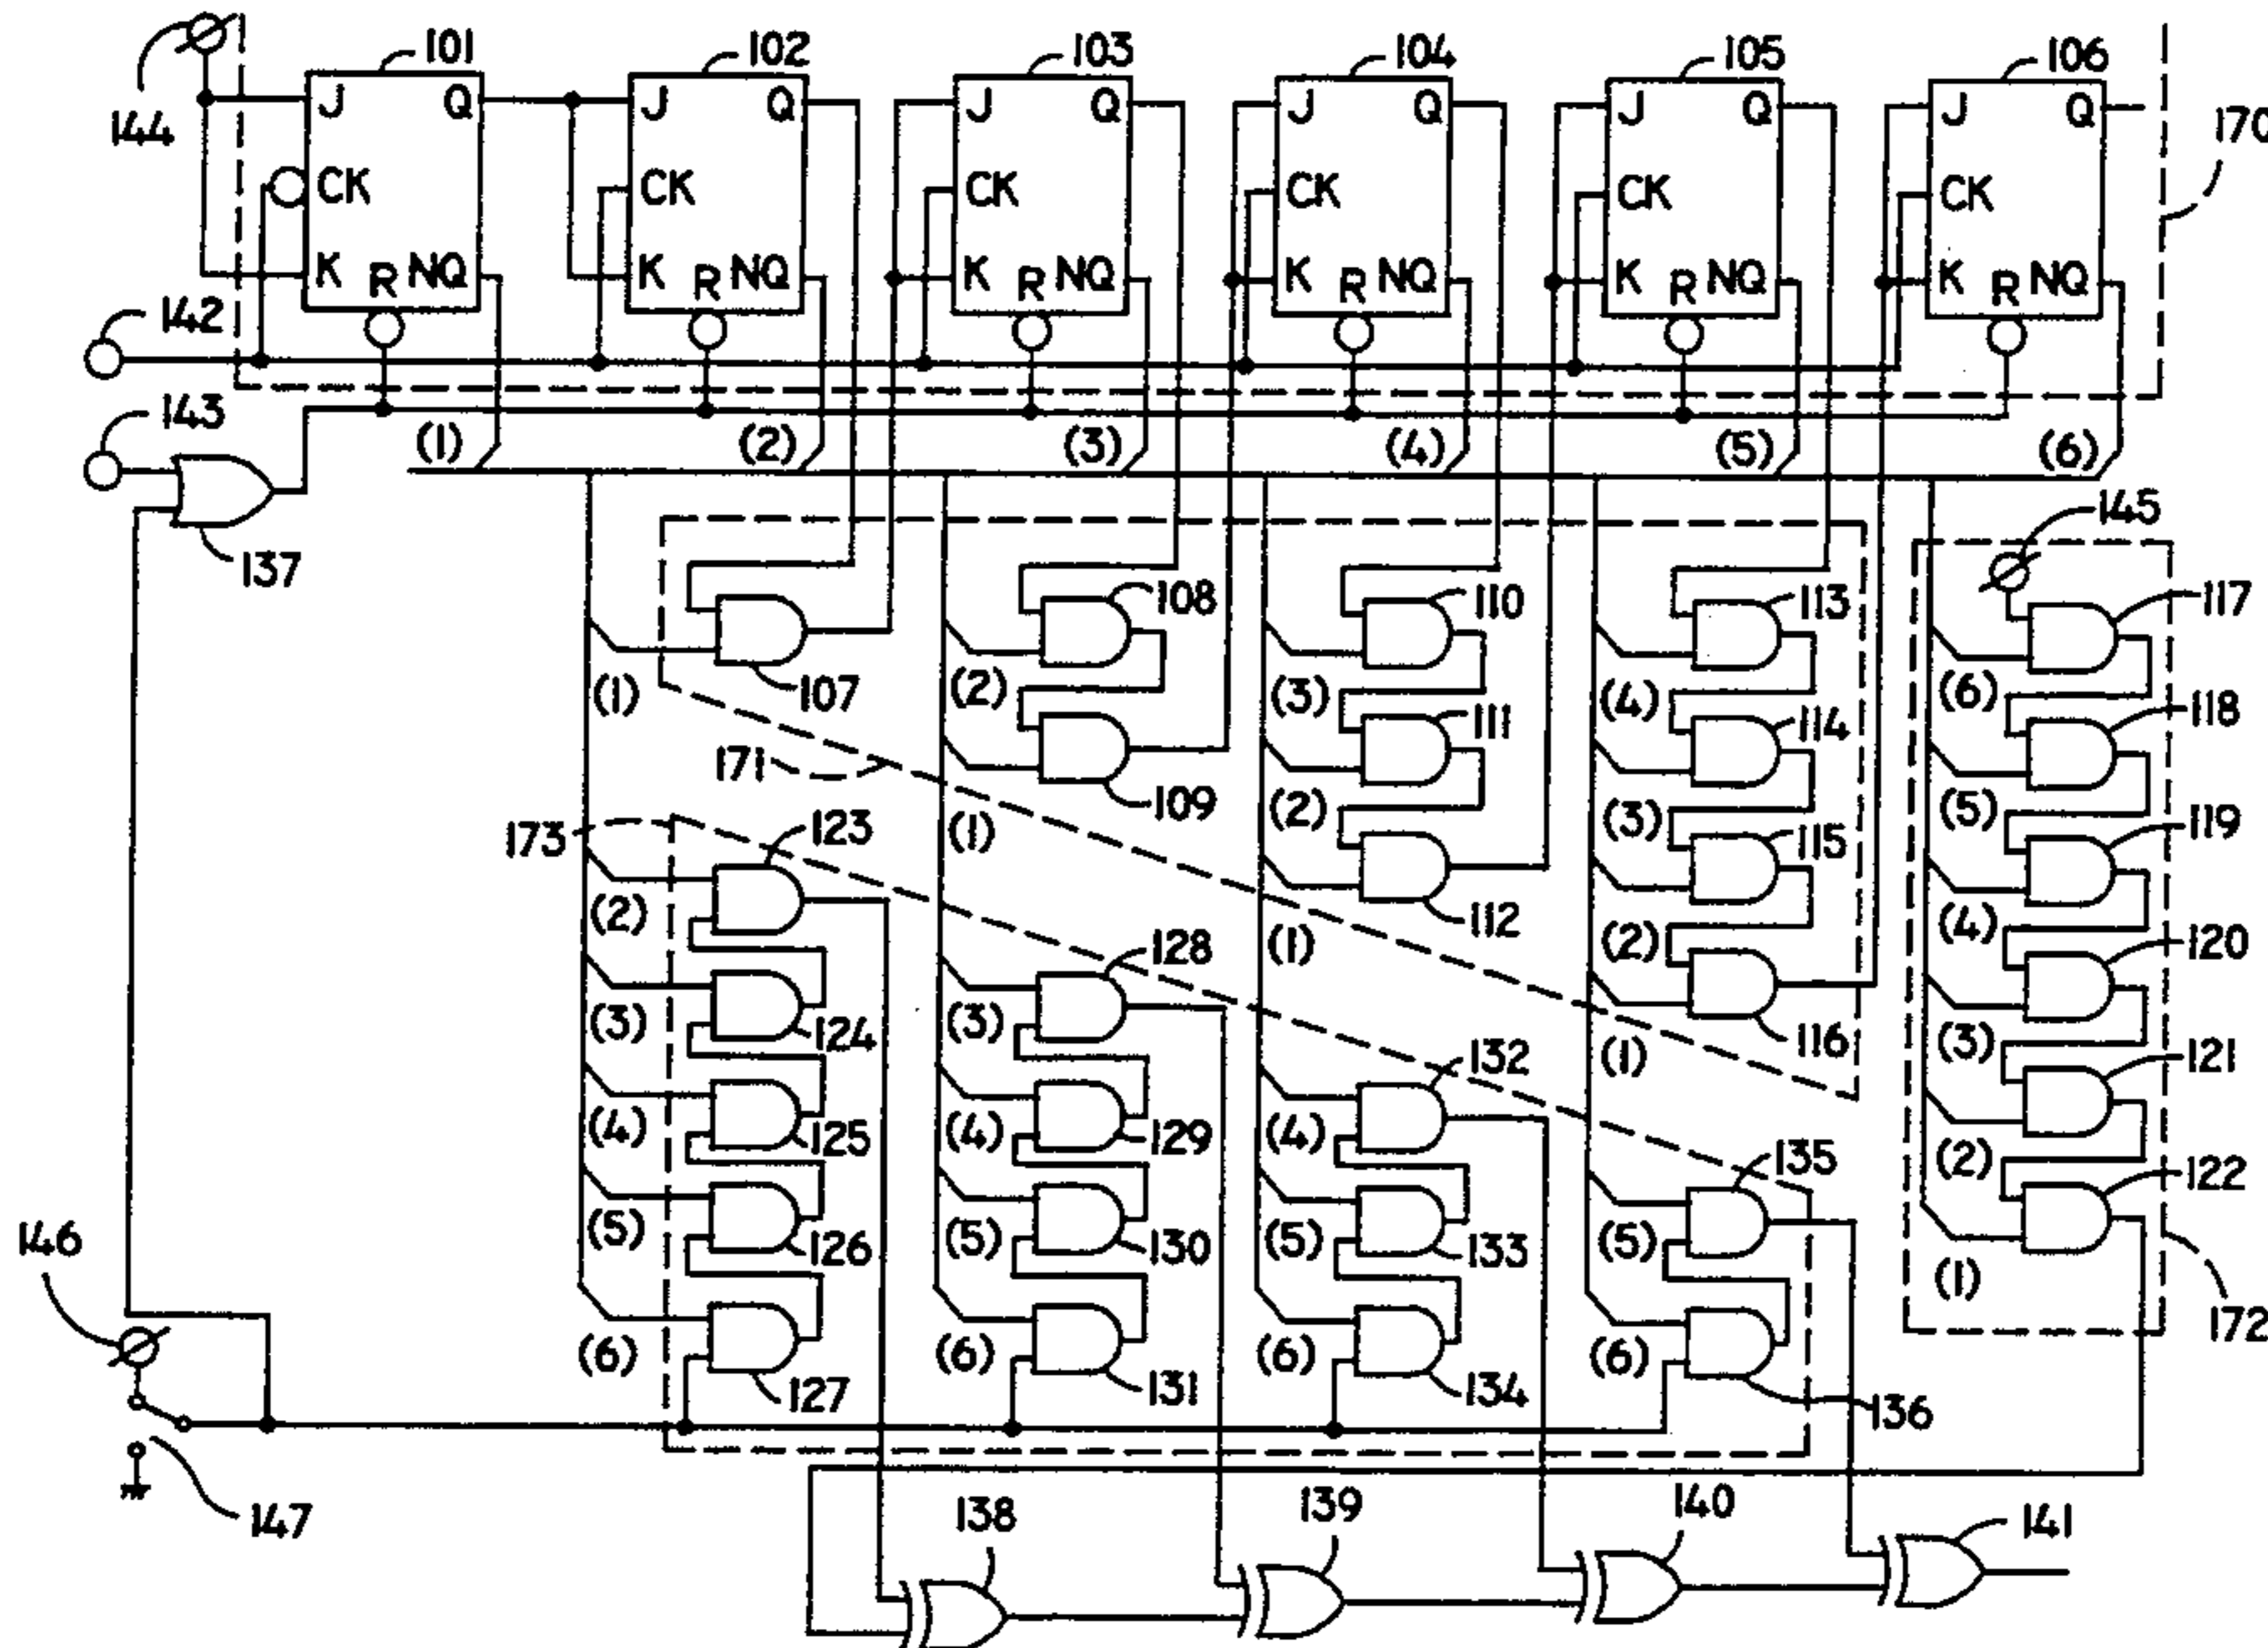 101 102 103 104 105 106
144 170
J Q J Q J Q J Q J Q J Q
CK CK CK CK CK CK
K R NQ K R NQ K R NQ K R NQ K R NQ K R NQ
142
143 (1) (2) (3) (4) (5) (6)
137
145
108 110 113 117
(1) 107 (2) (3) (4) (6)
171 109 111 114 118
(1) (2) (3) (5)
173 123 115 119
(2) (1) 112 (2) (4)
128 120
(3) 124 (3) 116 (1) (3)
132 121
(4) 125 (4) 129 (4) (2)
135 122
(5) 126 (5) 130 (5) 133 (5) (1)
146
(6) 127 (6) 131 (6) 134 (6) 136 172
147
138 139 140 141